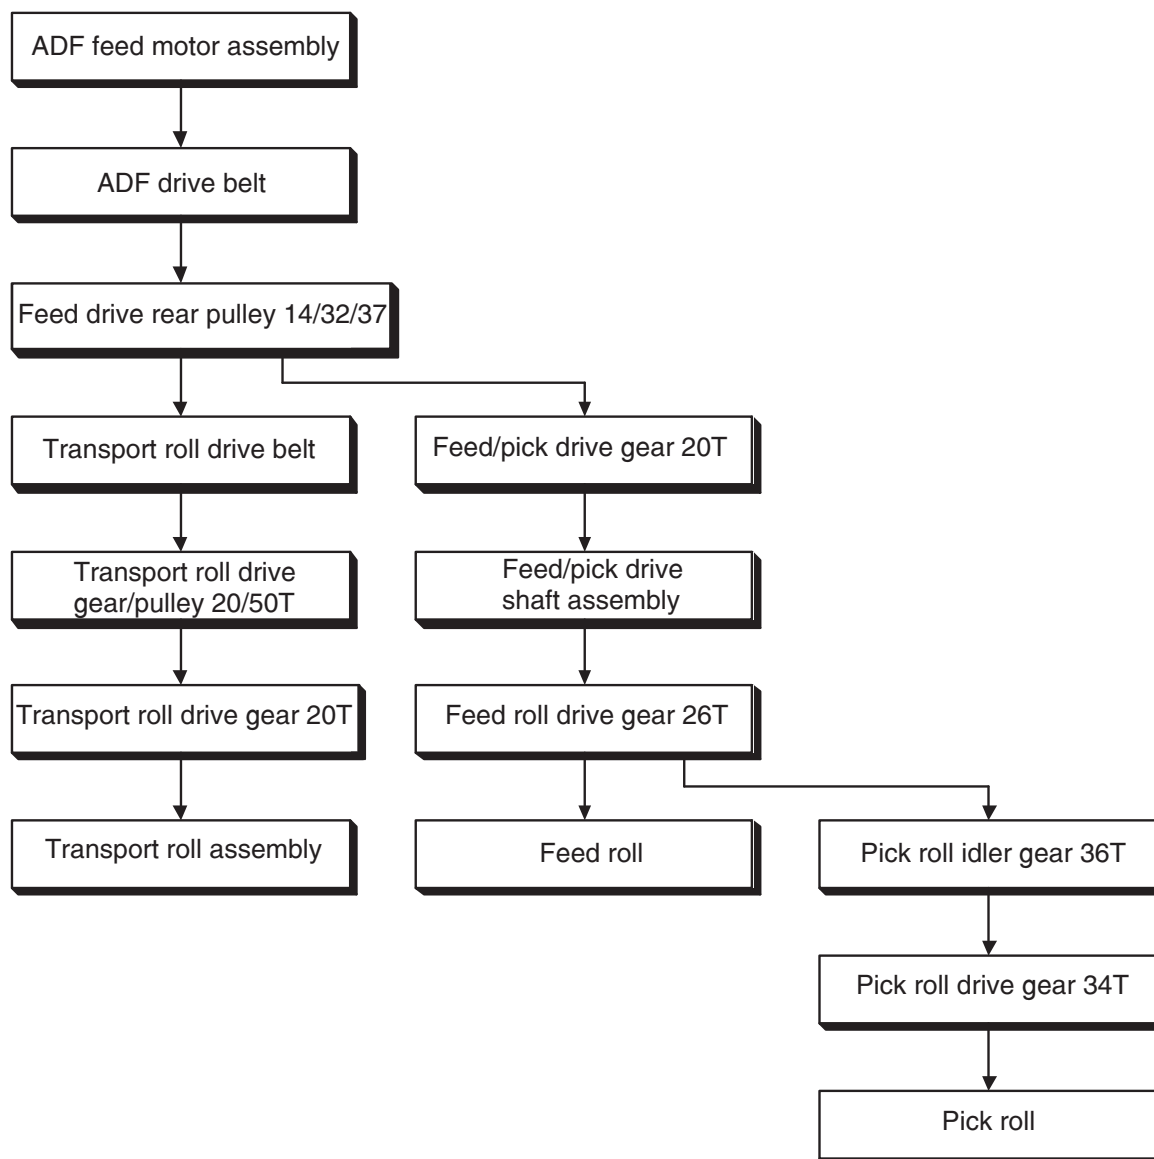 ADF feed motor assembly
ADF drive belt
Feed drive rear pulley 14/32/37
Transport roll drive belt
Feed/pick drive gear 20T
Transport roll drive
gear/pulley 20/50T
Feed/pick drive
shaft assembly
Transport roll drive gear 20T
Feed roll drive gear 26T
Transport roll assembly
Feed roll
Pick roll idler gear 36T
Pick roll drive gear 34T
Pick roll